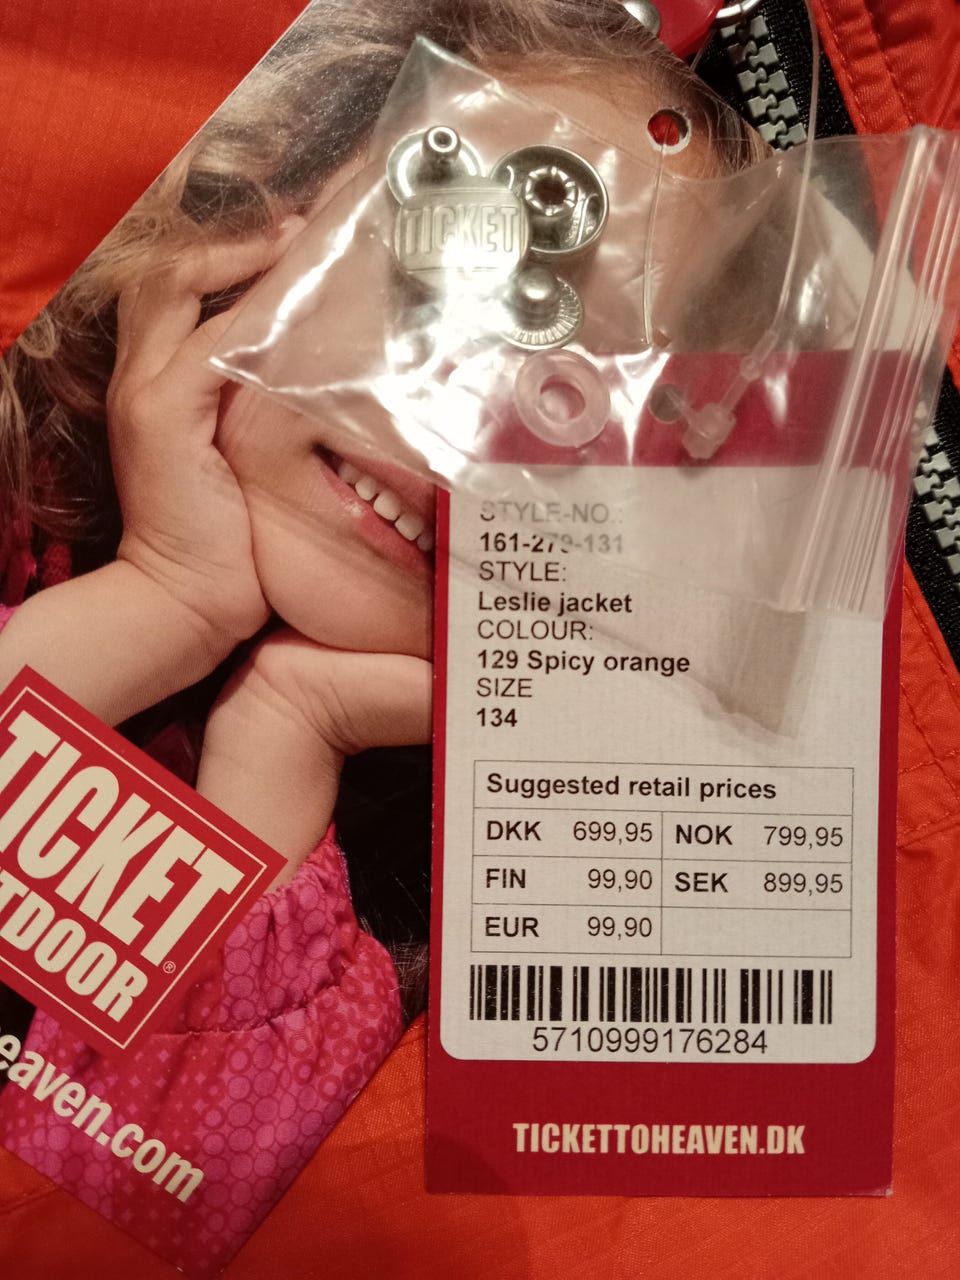 TICKET
STYLE-NO.:
161-279-131
STYLE:
Leslie jacket
COLOUR:
129 Spicy orange
SIZE
134
Suggested retail prices
DKK 699,95 NOK 799,95
FIN 99,90 SEK 899,95
EUR 99,90
5710999176284
TICKETTOHEAVEN.DK
TICKET
OUTDOOR
®
eaven.com